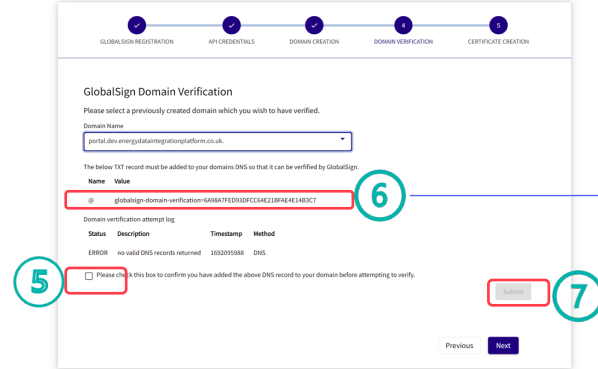 4
5
GLOBALSIGN REGISTRATION
API CREDENTIALS
DOMAIN CREATION
DOMAIN VERIFICATION
CERTIFICATE CREATION
GlobalSign Domain Verification
Please select a previously created domain which you wish to have verified.
Domain Name
portal.dev.energydataintegrationplatform.co.uk.
The below TXT record must be added to your domains DNS so that it can be verfified by GlobalSign.
Name Value
@ globalsign-domain-verification=6A98A7FED93DFCC64E21BFAE4E14B3C7
6
Domain vertification attempt log
Status Description Timestamp Method
ERROR no valid DNS records returned 1692095988 DNS
5
Please check this box to confirm you have added the above DNS record to your domain before attempting to verify.
Submit
7
Previous Next